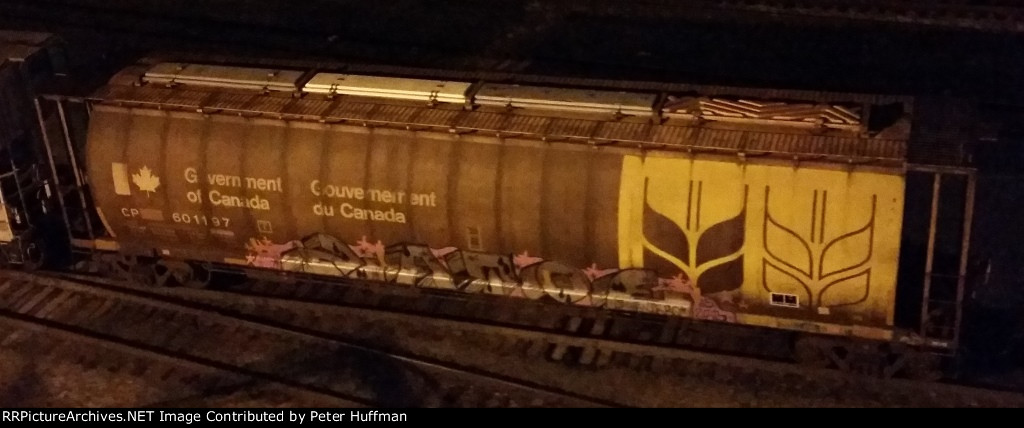 Government
of Canada
Gouvernement
du Canada
CP 601197
RRPictureArchives.NET Image Contributed by Peter Huffman